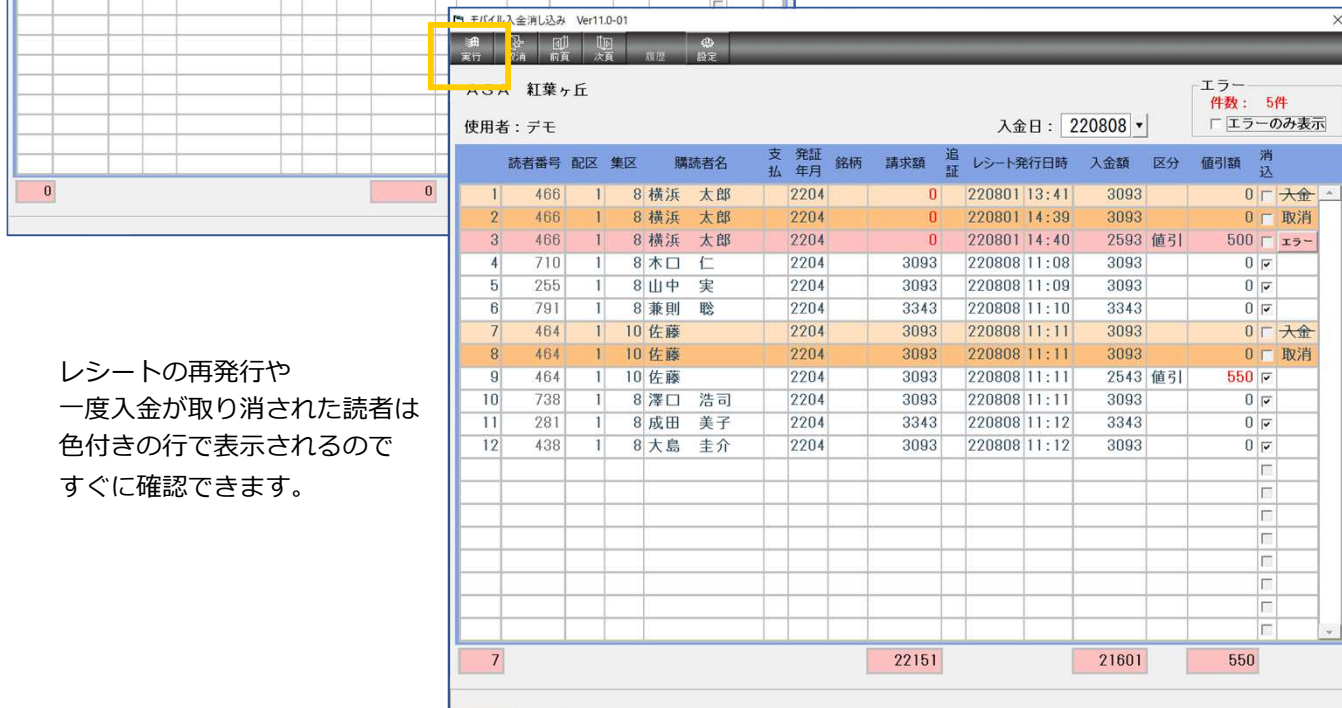 モバイル入金消し込み Ver11.0-01
実行 取消 前頁 次頁 履歴 設定
ASA 紅葉ヶ丘
エラー
件数： 5件
使用者：デモ 入金日： 220808 エラーのみ表示
読者番号 配区 集区 購読者名 支払 発証年月 銘柄 請求額 追証 レシート発行日時 入金額 区分 値引額 消込
1 466 1 8 横浜 太郎 2204 0 220801 13:41 3093 0 入金
2 466 1 8 横浜 太郎 2204 0 220801 14:39 3093 0 取消
3 466 1 8 横浜 太郎 2204 0 220801 14:40 2593 値引 500 エラー
4 710 1 8 木口 仁 2204 3093 220808 11:08 3093 0
5 255 1 8 山中 実 2204 3093 220808 11:09 3093 0
6 791 1 8 兼則 聡 2204 3343 220808 11:10 3343 0
7 464 1 10 佐藤 2204 3093 220808 11:11 3093 0 入金
8 464 1 10 佐藤 2204 3093 220808 11:11 3093 0 取消
9 464 1 10 佐藤 2204 3093 220808 11:11 2543 値引 550
10 738 1 8 澤口 浩司 2204 3093 220808 11:11 3093 0
11 281 1 8 成田 美子 2204 3343 220808 11:12 3343 0
12 438 1 8 大島 圭介 2204 3093 220808 11:12 3093 0
7 22151 21601 550
0 0
レシートの再発行や
一度入金が取り消された読者は
色付きの行で表示されるので
すぐに確認できます。